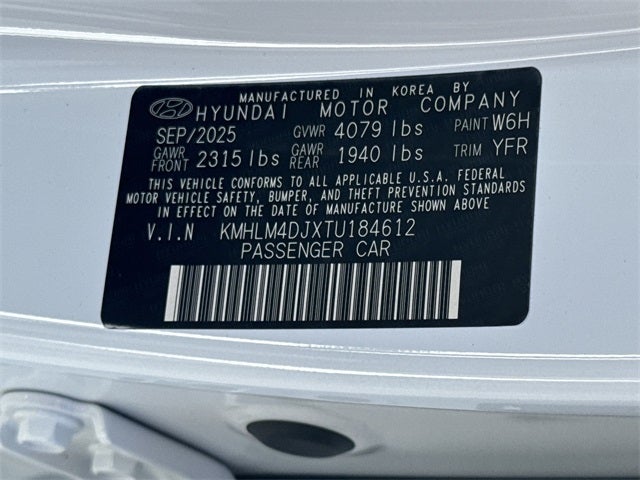 MANUFACTURED IN KOREA BY
HYUNDAI MOTOR COMPANY
SEP/2025 GVWR 4079 lbs PAINT W6H
GAWR FRONT 2315 lbs GAWR REAR 1940 lbs TRIM YFR
THIS VEHICLE CONFORMS TO ALL APPLICABLE U.S.A. FEDERAL
MOTOR VEHICLE SAFETY, BUMPER, AND THEFT PREVENTION STANDARDS
IN EFFECT ON THE DATE OF MANUFACTURE SHOWN ABOVE
V.I.N KMHLM4DJXTU184612
PASSENGER CAR